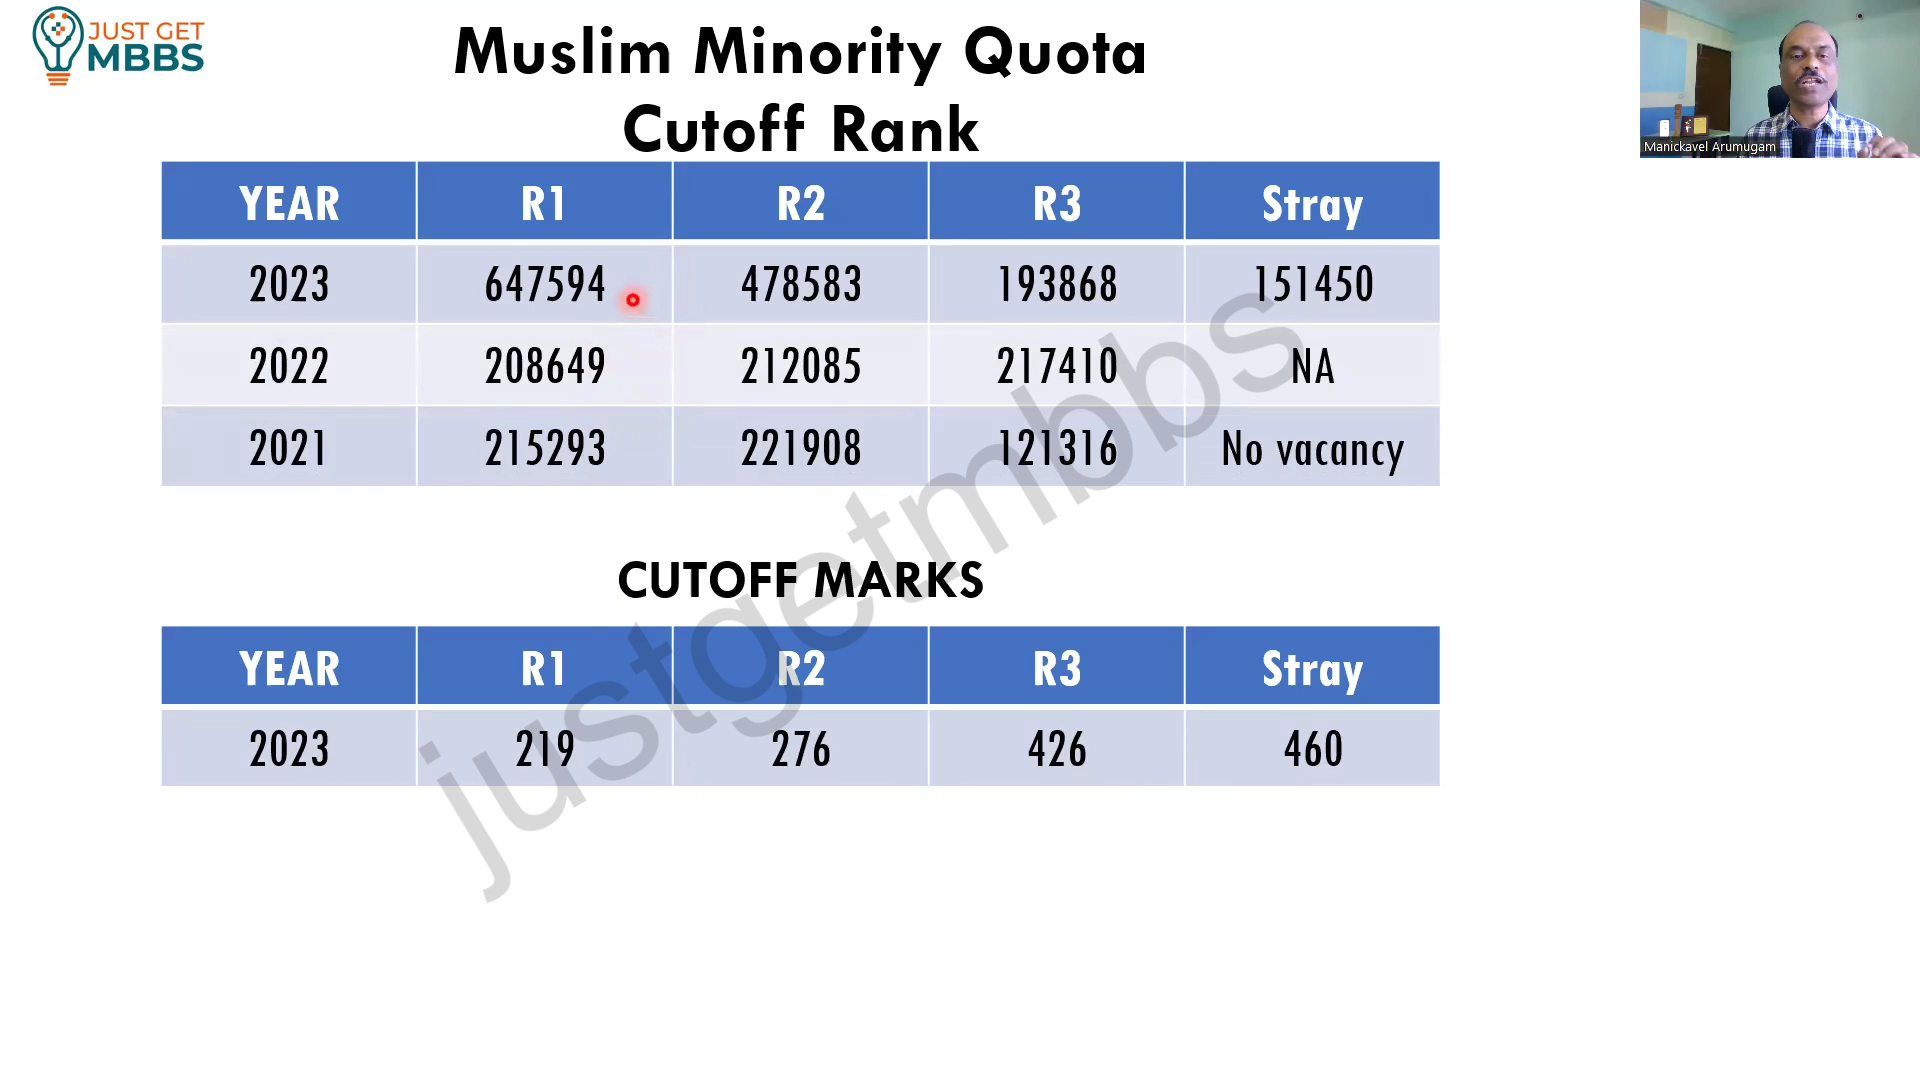 JUST GET
MBBS
Muslim Minority Quota
Cutoff Rank
Manickavel Arumugam
YEAR R1 R2 R3 Stray
2023 647594 478583 193868 151450
2022 208649 212085 217410 NA
2021 215293 221908 121316 No vacancy
justgetmbbs
CUTOFF MARKS
YEAR R1 R2 R3 Stray
2023 219 276 426 460